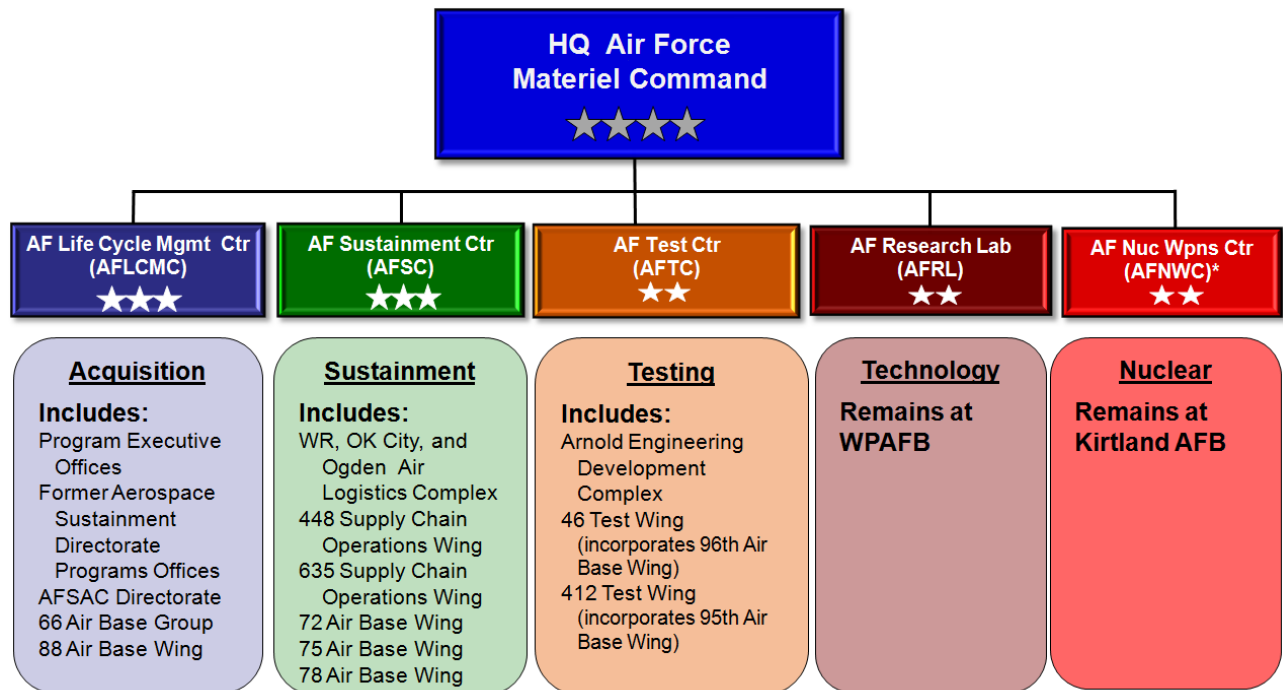 HQ Air Force
Materiel Command
AF Life Cycle Mgmt Ctr
(AFLCMC)
AF Sustainment Ctr
(AFSC)
AF Test Ctr
(AFTC)
AF Research Lab
(AFRL)
AF Nuc Wpns Ctr
(AFNWC)*
Acquisition
Includes:
Program Executive
Offices
Former Aerospace
Sustainment
Directorate
Programs Offices
AFSAC Directorate
66 Air Base Group
88 Air Base Wing
Sustainment
Includes:
WR, OK City, and
Ogden Air
Logistics Complex
448 Supply Chain
Operations Wing
635 Supply Chain
Operations Wing
72 Air Base Wing
75 Air Base Wing
78 Air Base Wing
Testing
Includes:
Arnold Engineering
Development
Complex
46 Test Wing
(incorporates 96th Air
Base Wing)
412 Test Wing
(incorporates 95th Air
Base Wing)
Technology
Remains at
WPAFB
Nuclear
Remains at
Kirtland AFB